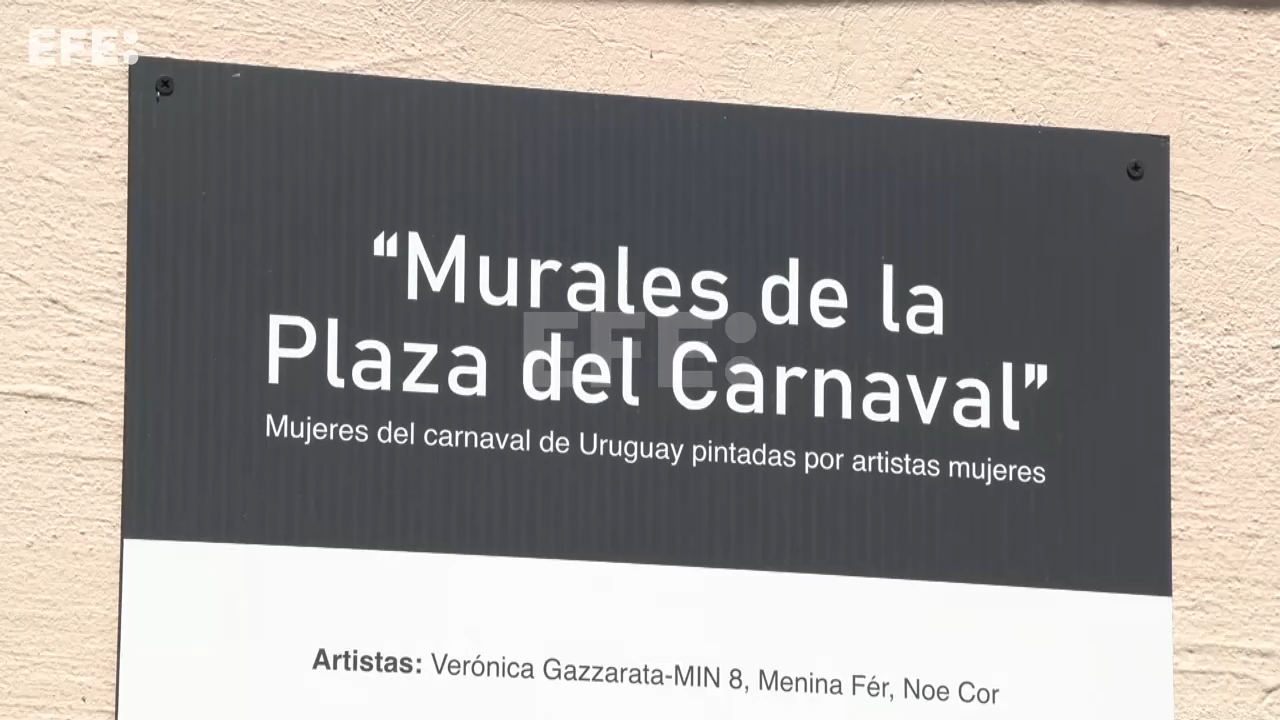 EFE:
“Murales de la
Plaza del Carnaval”
EFE:
Mujeres del carnaval de Uruguay pintadas por artistas mujeres
Artistas: Verónica Gazzarata-MIN 8, Menina Fér, Noe Cor